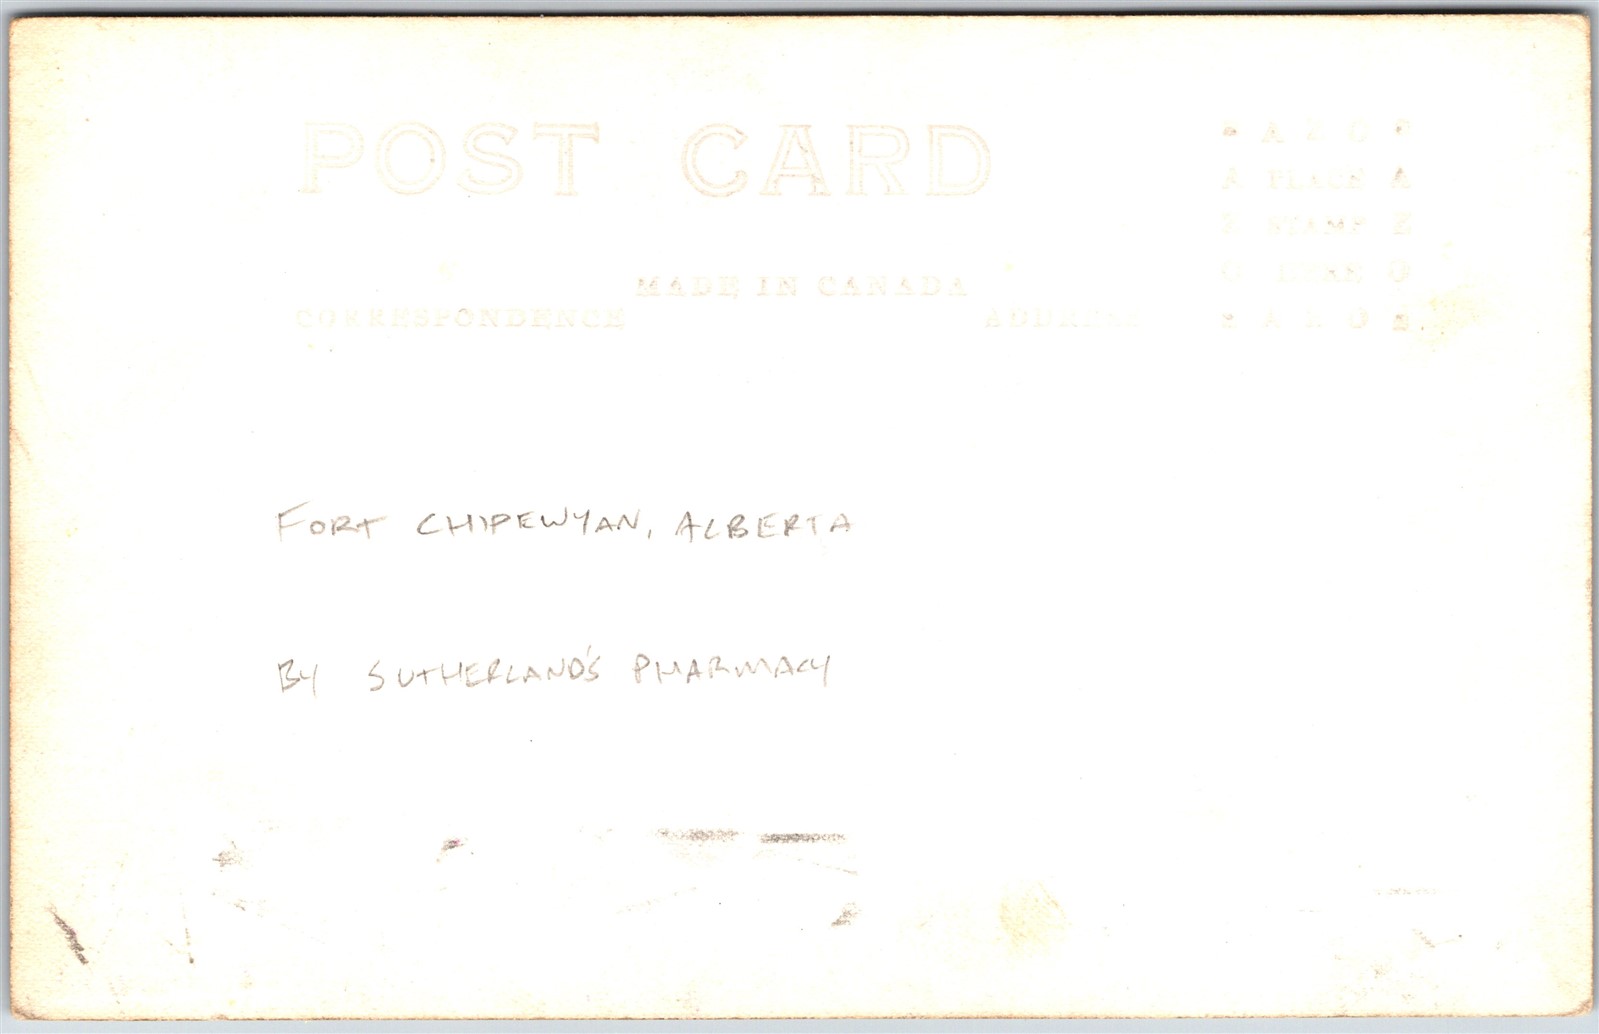 POST CARD
MADE IN CANADA
CORRESPONDENCE
ADDRESS
A Z O
A PLACE A
Z STAMP Z
O HERE O
A Z O
FORT CHIPEWYAN, ALBERTA
BY SUTHERLAND'S PHARMACY